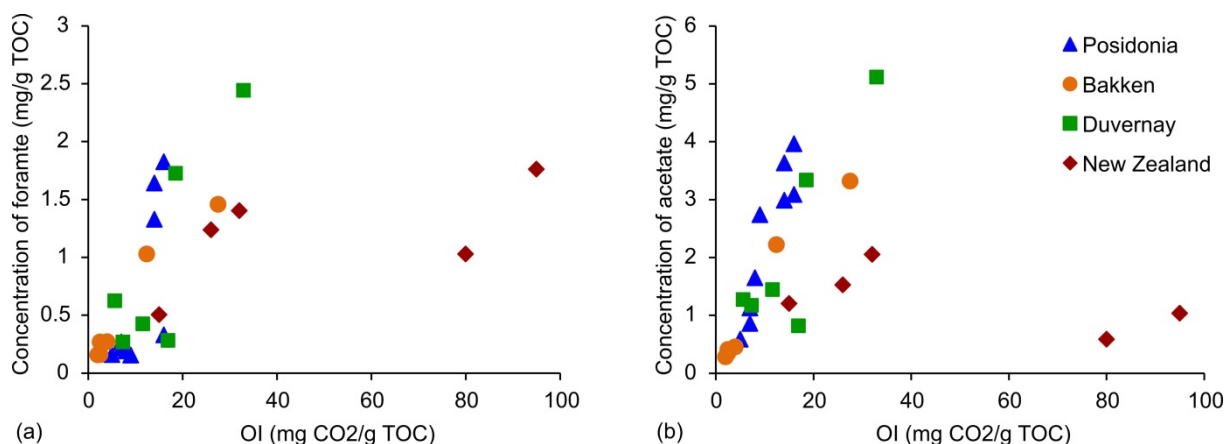 Concentration of foramte (mg/g TOC)
3
2.5
2
1.5
1
0.5
0
0 20 40 60 80 100
(a) OI (mg CO2/g TOC)
Concentration of acetate (mg/g TOC)
6
5
4
3
2
1
0
0 20 40 60 80 100
(b) OI (mg CO2/g TOC)
Posidonia
Bakken
Duvernay
New Zealand